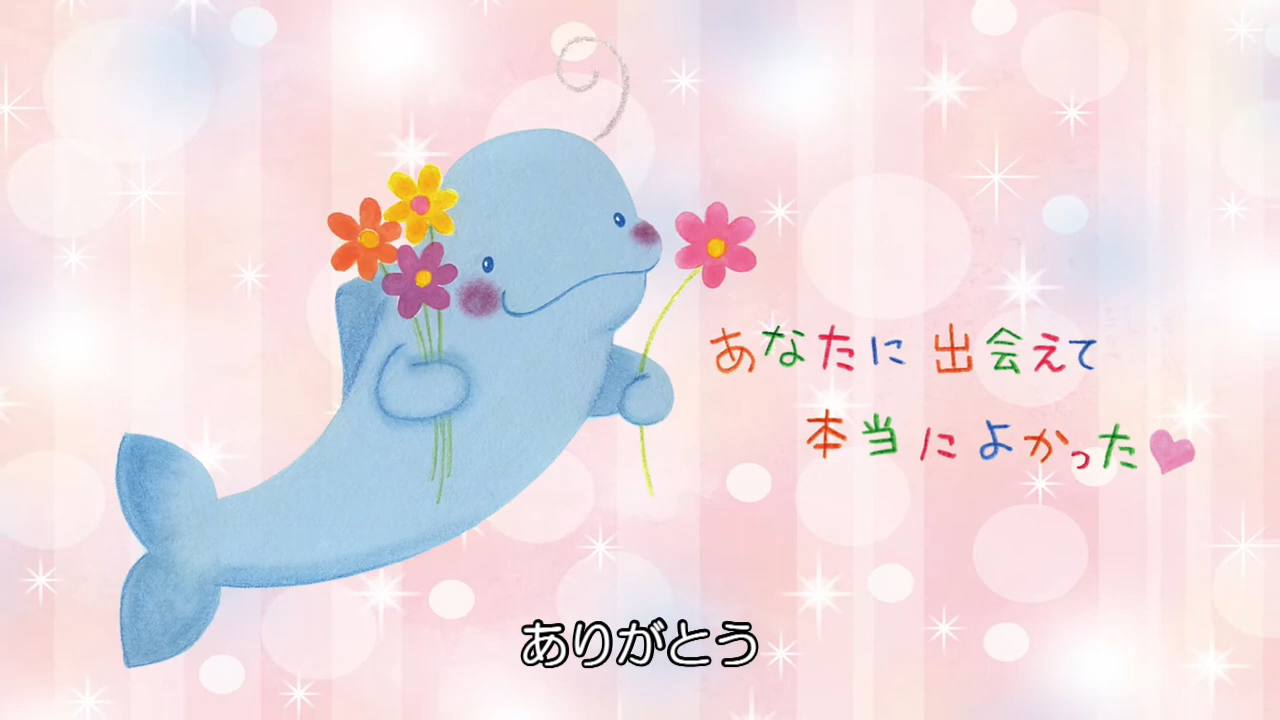 あなたに出会えて
本当によかった
ありがとう